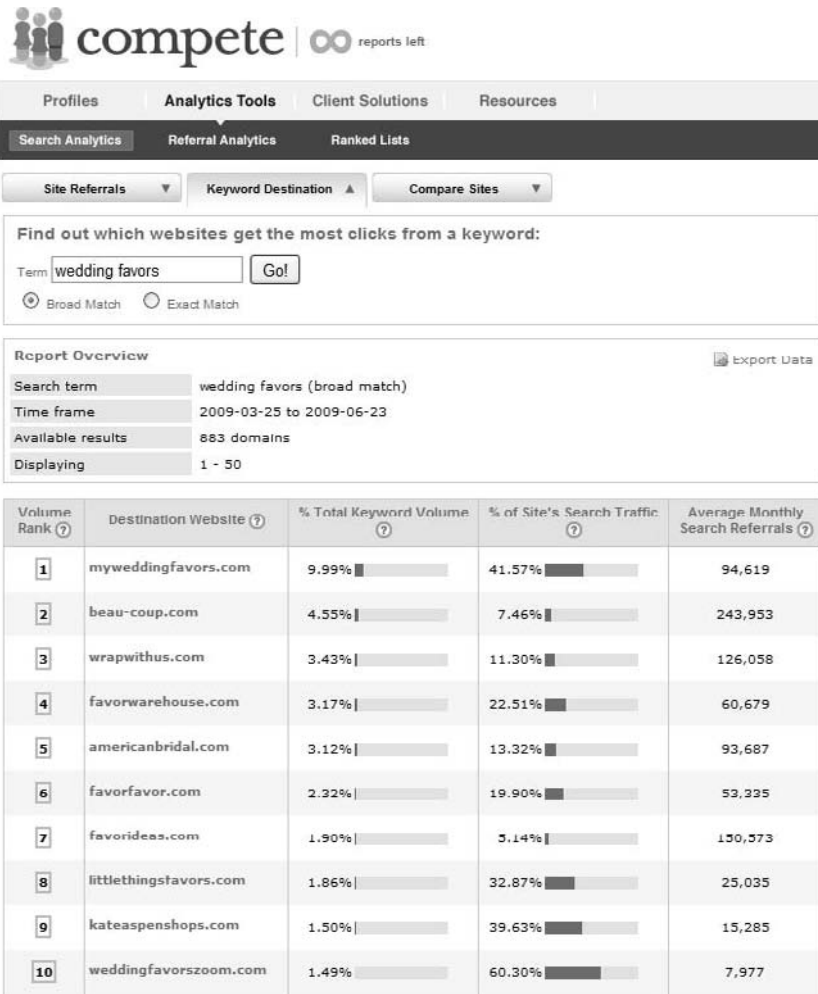 compete reports left
Profiles Analytics Tools Client Solutions Resources
Search Analytics Referral Analytics Ranked Lists
Site Referrals Keyword Destination Compare Sites
Find out which websites get the most clicks from a keyword:
Term wedding favors Go!
Broad Match Exact Match
Report Overview Export Data
Search term wedding favors (broad match)
Time frame 2009-03-25 to 2009-06-23
Available results 883 domains
Displaying 1 - 50
Volume Rank ? Destination Website ? % Total Keyword Volume ? % of Site's Search Traffic ? Average Monthly Search Referrals ?
1 myweddingfavors.com 9.99% 41.57% 94,619
2 beau-coup.com 4.55% 7.46% 243,953
3 wrapwithus.com 3.43% 11.30% 126,058
4 favorwarehouse.com 3.17% 22.51% 60,679
5 americanbridal.com 3.12% 13.32% 93,687
6 favorfavor.com 2.32% 19.90% 53,335
7 favorideas.com 1.90% 5.14% 150,573
8 littlethingsfavors.com 1.86% 32.87% 25,035
9 kateaspenshops.com 1.50% 39.63% 15,285
10 weddingfavorszoom.com 1.49% 60.30% 7,977